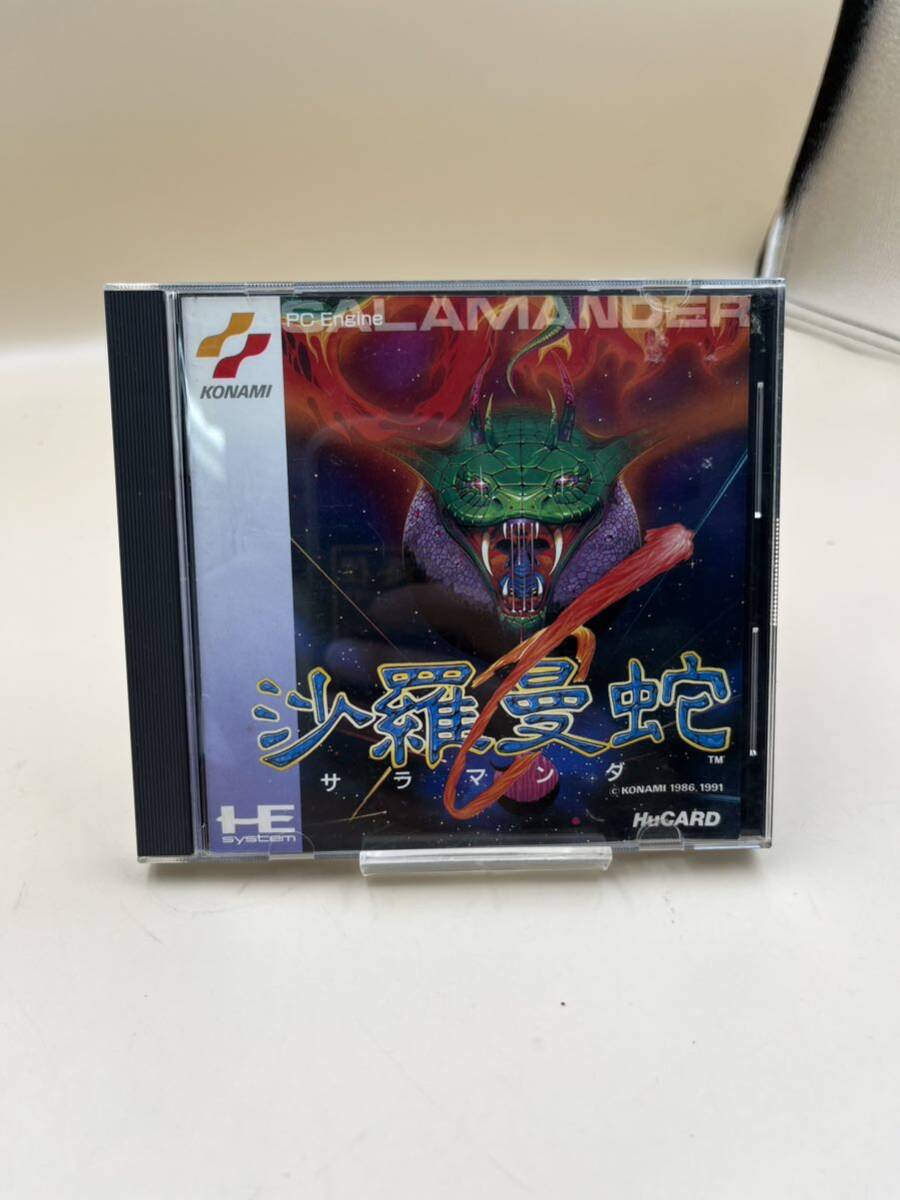 SALAMANDER
PC Engine
KONAMI
沙羅曼蛇
TM
サラマンダ
© KONAMI 1986, 1991
HE
system
HuCARD